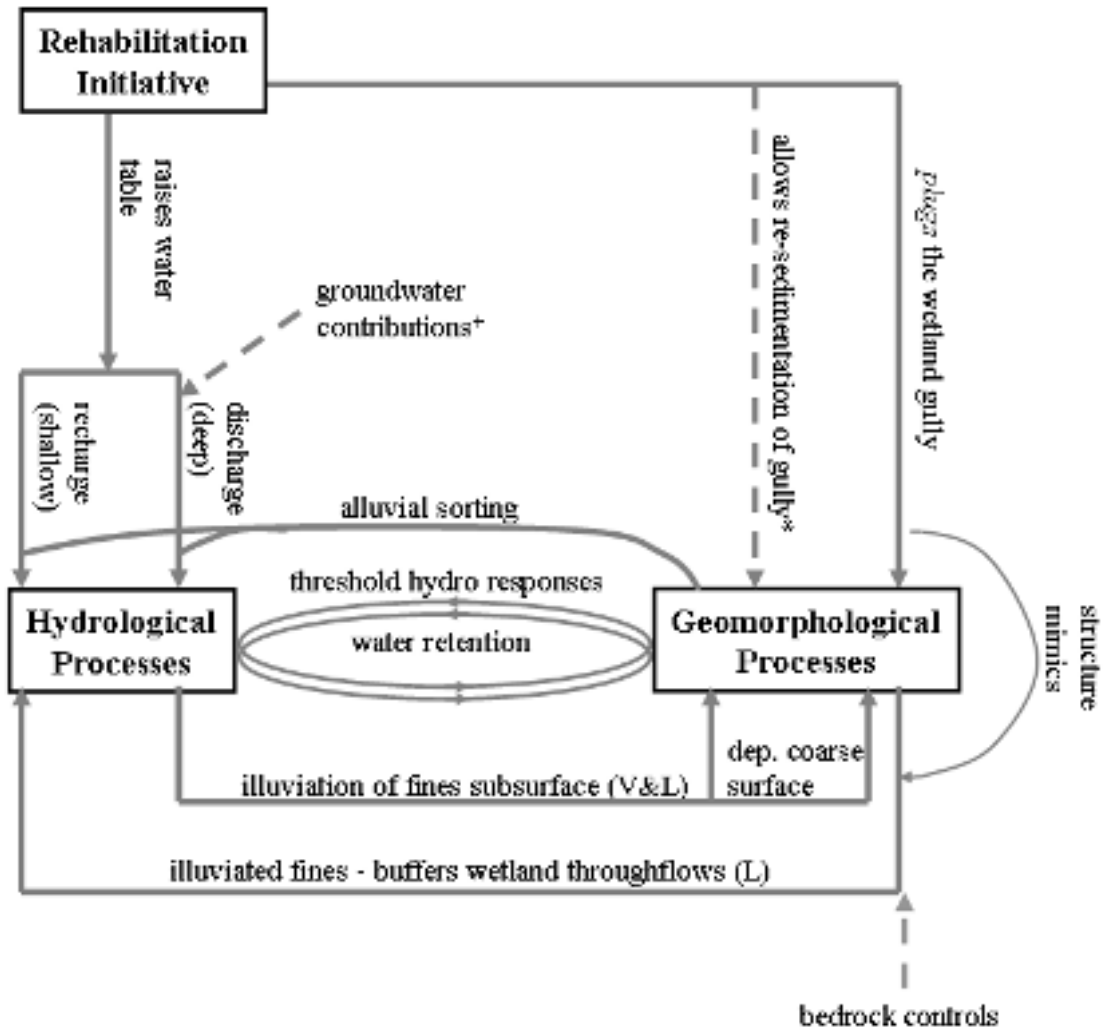 Rehabilitation
Initiative
raises water
table
allows re-sedimentation of gully*
plugs the wetland gully
groundwater
contributions+
recharge
(shallow)
discharge
(deep)
alluvial sorting
threshold hydro responses
water retention
Hydrological
Processes
Geomorphological
Processes
structure
mimics
dep. coarse
surface
illuviation of fines subsurface (V&L)
illuviated fines - buffers wetland throughflows (L)
bedrock controls